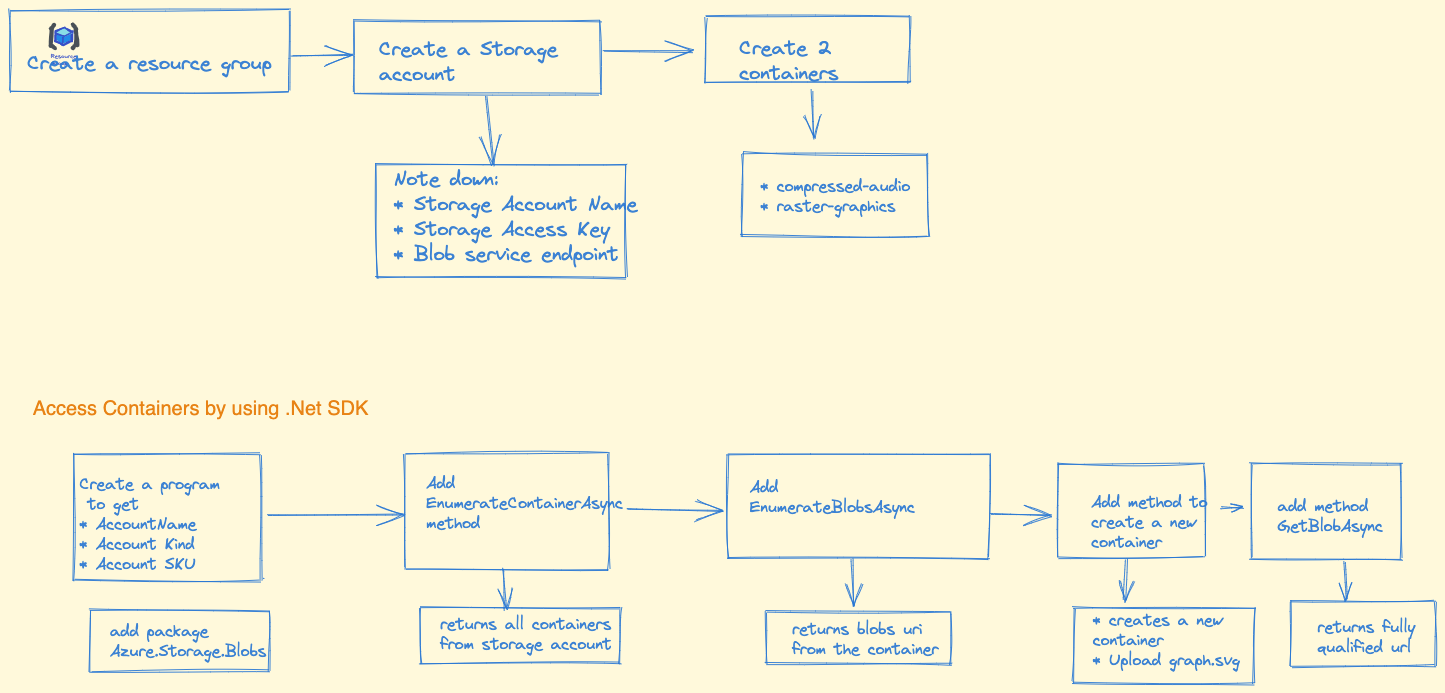 Resources
Create a resource group
Create a Storage
account
Create 2
containers
Note down:
* Storage Account Name
* Storage Access Key
* Blob service endpoint
* compressed-audio
* raster-graphics
Access Containers by using .Net SDK
Create a program
to get
* AccountName
* Account Kind
* Account SKU
Add
EnumerateContainerAsync
method
Add
EnumerateBlobsAsync
Add method to
create a new
container
add method
GetBlobAsync
add package
Azure.Storage.Blobs
returns all containers
from storage account
returns blobs uri
from the container
* creates a new
container
* Upload graph.svg
returns fully
qualified url